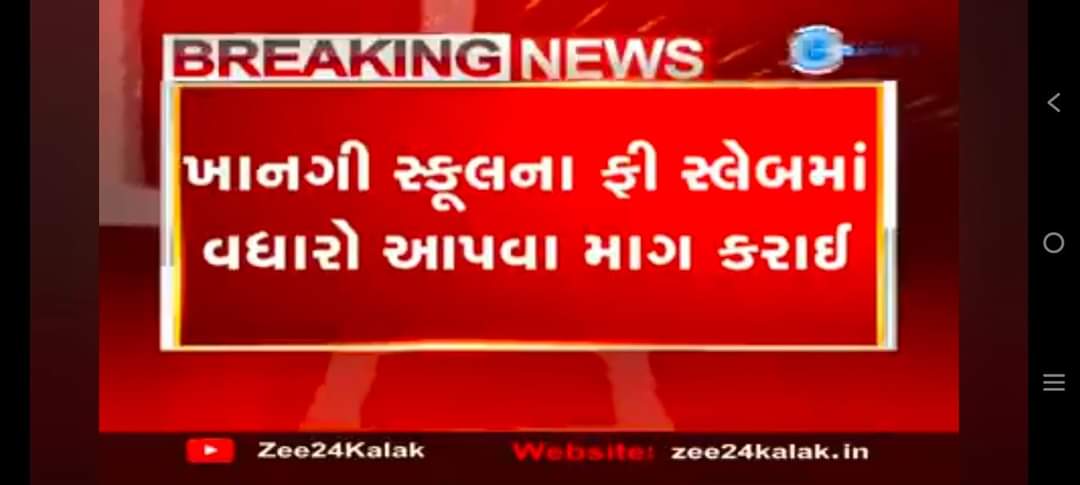 BREAKING NEWS
ખાનગી સ્કૂલના ફી સ્લેબમાં
વધારો આપવા માગ કરાઈ
Zee24Kalak Website: zee24kalak.in